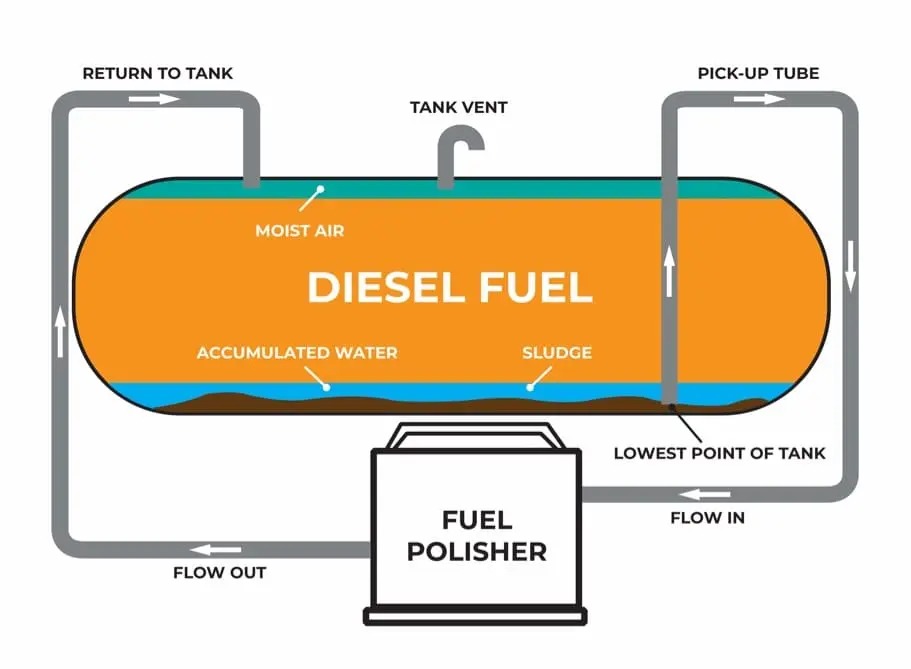 RETURN TO TANK
PICK-UP TUBE
TANK VENT
MOIST AIR
DIESEL FUEL
ACCUMULATED WATER
SLUDGE
LOWEST POINT OF TANK
FUEL
POLISHER
FLOW IN
FLOW OUT